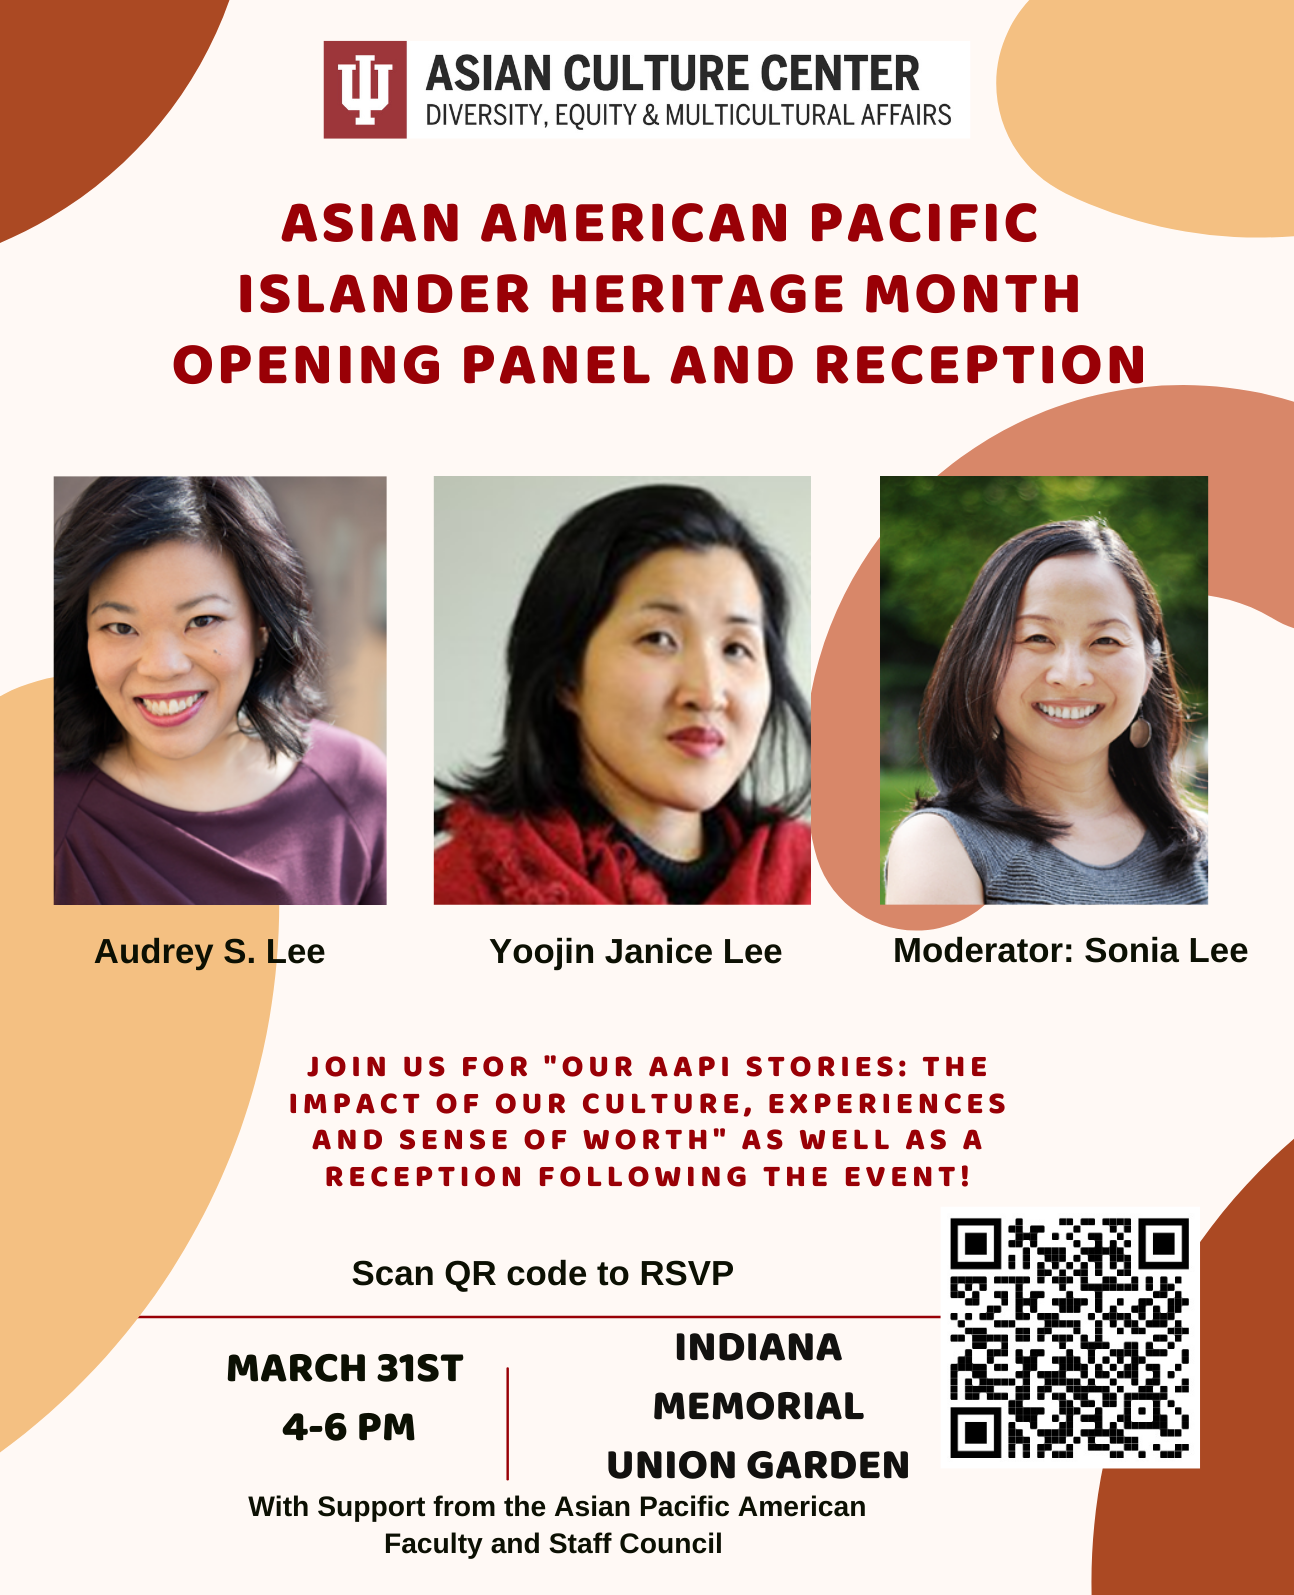 ASIAN CULTURE CENTER
DIVERSITY, EQUITY & MULTICULTURAL AFFAIRS
ASIAN AMERICAN PACIFIC
ISLANDER HERITAGE MONTH
OPENING PANEL AND RECEPTION
Audrey S. Lee
Yoojin Janice Lee
Moderator: Sonia Lee
JOIN US FOR "OUR AAPI STORIES: THE
IMPACT OF OUR CULTURE, EXPERIENCES
AND SENSE OF WORTH" AS WELL AS A
RECEPTION FOLLOWING THE EVENT!
Scan QR code to RSVP
MARCH 31ST
4-6 PM
INDIANA
MEMORIAL
UNION GARDEN
With Support from the Asian Pacific American
Faculty and Staff Council